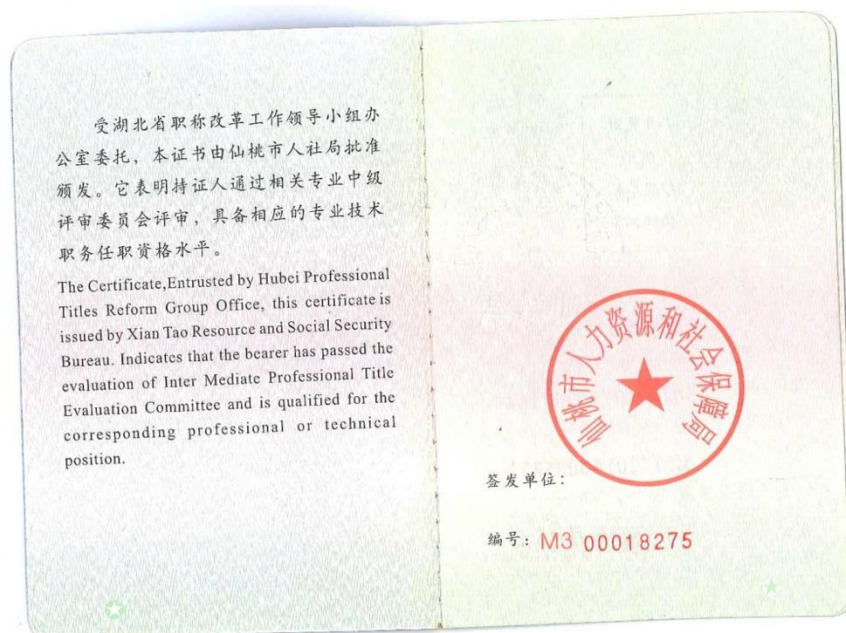 受湖北省职称改革工作领导小组办
公室委托，本证书由仙桃市人社局批准
颁发。它表明持证人通过相关专业中级
评审委员会评审，具备相应的专业技术
职务任职资格水平。
The Certificate,Entrusted by Hubei Professional
Titles Reform Group Office, this certificate is
issued by Xian Tao Resource and Social Security
Bureau. Indicates that the bearer has passed the
evaluation of Inter Mediate Professional Title
Evaluation Committee and is qualified for the
corresponding professional or technical
position.
仙桃市人力资源和社会保障局
签发单位：
编号：M3 00018275